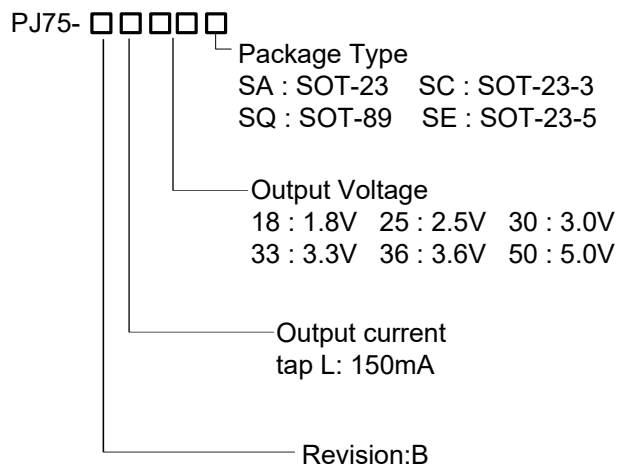 PJ75- □□□□□
Package Type
SA : SOT-23 SC : SOT-23-3
SQ : SOT-89 SE : SOT-23-5
Output Voltage
18 : 1.8V 25 : 2.5V 30 : 3.0V
33 : 3.3V 36 : 3.6V 50 : 5.0V
Output current
tap L: 150mA
Revision:B